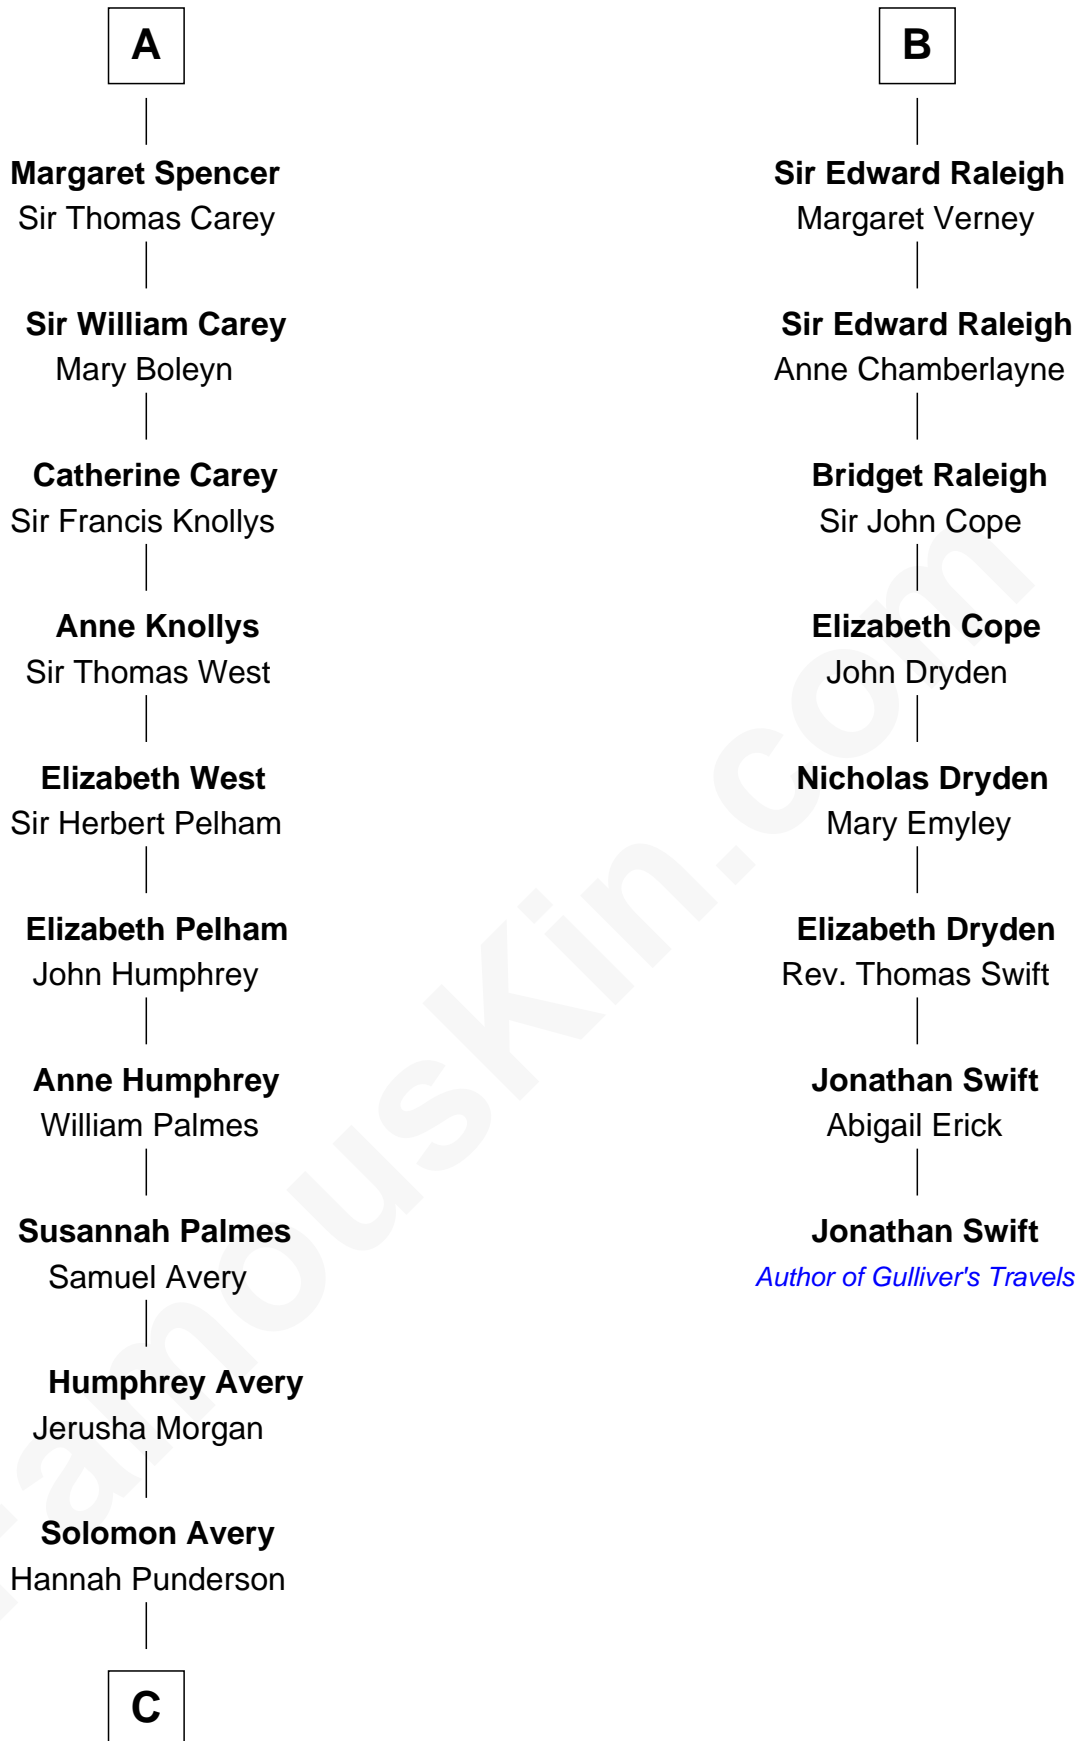 A
Margaret Spencer
Sir Thomas Carey
Sir William Carey
Mary Boleyn
Catherine Carey
Sir Francis Knollys
Anne Knollys
Sir Thomas West
Elizabeth West
Sir Herbert Pelham
Elizabeth Pelham
John Humphrey
Anne Humphrey
William Palmes
Susannah Palmes
Samuel Avery
Humphrey Avery
Jerusha Morgan
Solomon Avery
Hannah Punderson
C
B
Sir Edward Raleigh
Margaret Verney
Sir Edward Raleigh
Anne Chamberlayne
Bridget Raleigh
Sir John Cope
Elizabeth Cope
John Dryden
Nicholas Dryden
Mary Emyley
Elizabeth Dryden
Rev. Thomas Swift
Jonathan Swift
Abigail Erick
Jonathan Swift
Author of Gulliver's Travels
FamousKin.com